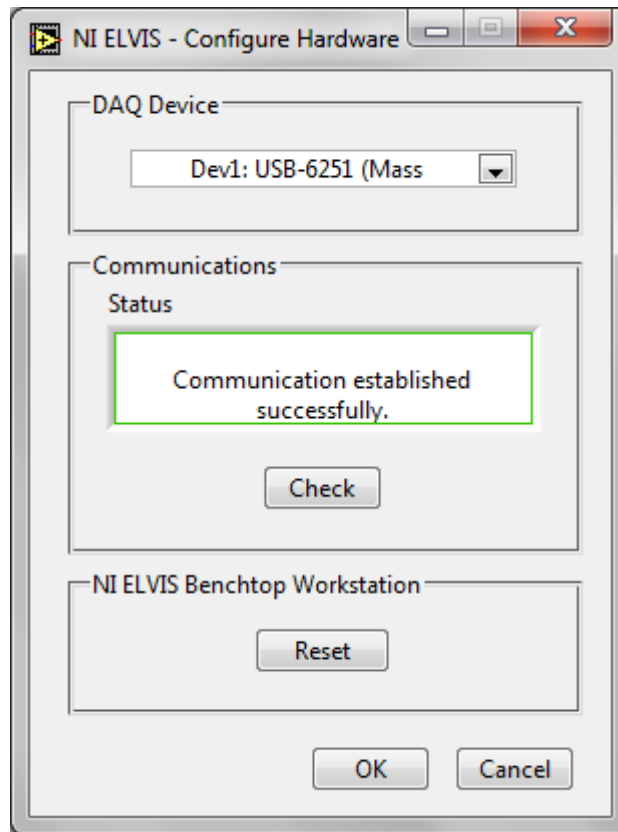 NI ELVIS - Configure Hardware
DAQ Device
Dev1: USB-6251 (Mass
Communications
Status
Communication established
successfully.
Check
NI ELVIS Benchtop Workstation
Reset
OK
Cancel